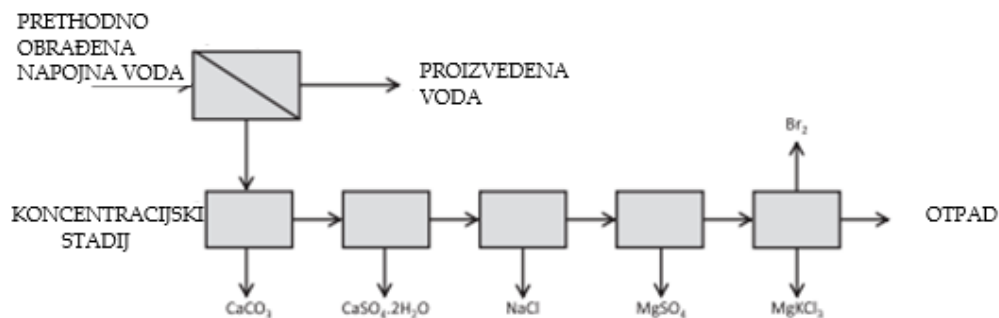 PRETHODNO
OBRAĐENA
NAPOJNA VODA
PROIZVEDENA
VODA
Br₂
KONCENTRACIJSKI
STADIJ
OTPAD
CaCO₃
CaSO₄.2H₂O
NaCl
MgSO₄
MgKCl₃